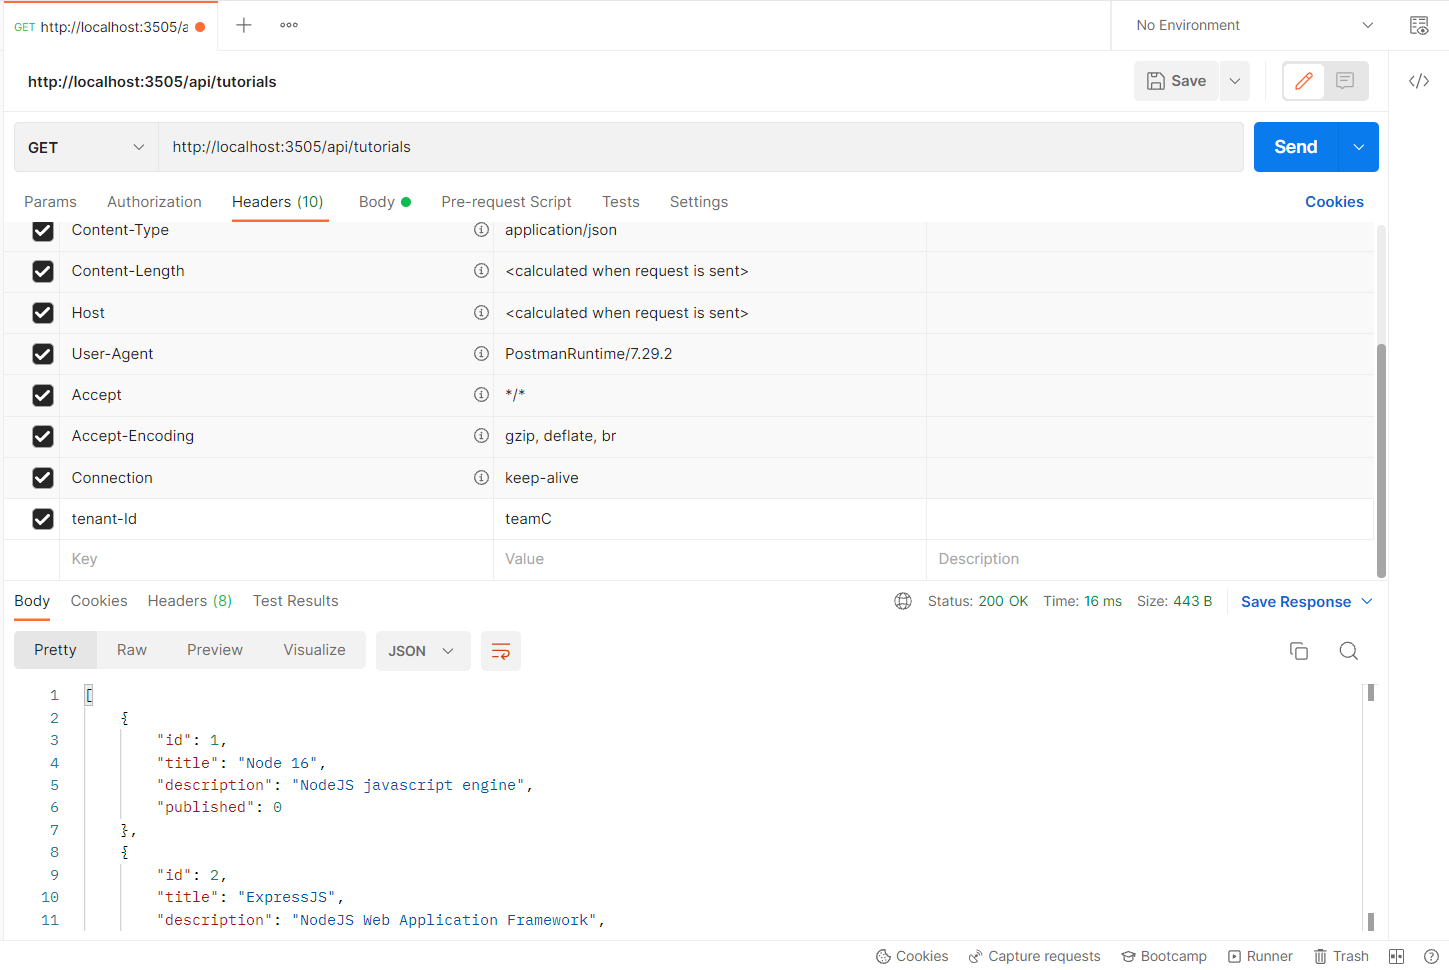 GET http://localhost:3505/a
No Environment
http://localhost:3505/api/tutorials
Save
GET http://localhost:3505/api/tutorials Send
Params Authorization Headers (10) Body Pre-request Script Tests Settings Cookies
Content-Type application/json
Content-Length <calculated when request is sent>
Host <calculated when request is sent>
User-Agent PostmanRuntime/7.29.2
Accept */*
Accept-Encoding gzip, deflate, br
Connection keep-alive
tenant-Id teamC
Key Value Description
Body Cookies Headers (8) Test Results Status: 200 OK Time: 16 ms Size: 443 B Save Response
Pretty Raw Preview Visualize JSON
1 [
2 {
3 "id": 1,
4 "title": "Node 16",
5 "description": "NodeJS javascript engine",
6 "published": 0
7 },
8 {
9 "id": 2,
10 "title": "ExpressJS",
11 "description": "NodeJS Web Application Framework",
Cookies Capture requests Bootcamp Runner Trash